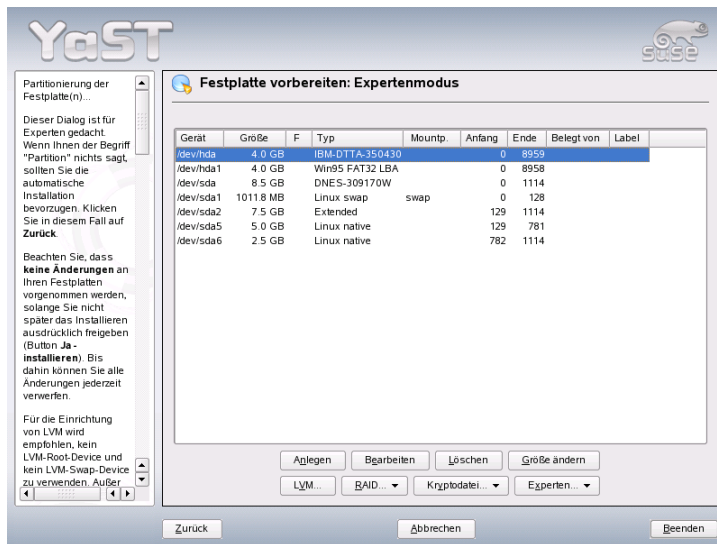 YaST
SUSE
Partitionierung der
Festplatte(n)...
Dieser Dialog ist für
Experten gedacht.
Wenn Ihnen der Begriff
"Partition" nichts sagt,
sollten Sie die
automatische
Installation
bevorzugen. Klicken
Sie in diesem Fall auf
Zurück.
Beachten Sie, dass
keine Änderungen an
Ihren Festplatten
vorgenommen werden,
solange Sie nicht
später das Installieren
ausdrücklich freigeben
(Button Ja -
installieren). Bis
dahin können Sie alle
Änderungen jederzeit
verwerfen.
Für die Einrichtung
von LVM wird
empfohlen, kein
LVM-Root-Device und
kein LVM-Swap-Device
zu verwenden. Außer
Festplatte vorbereiten: Expertenmodus
Gerät Größe F Typ Mountp. Anfang Ende Belegt von Label
/dev/hda 4.0 GB IBM-DTTA-350430 0 8959
/dev/hda1 4.0 GB Win95 FAT32 LBA 0 8958
/dev/sda 8.5 GB DNES-309170W 0 1114
/dev/sda1 1011.8 MB Linux swap swap 0 128
/dev/sda2 7.5 GB Extended 129 1114
/dev/sda5 5.0 GB Linux native 129 781
/dev/sda6 2.5 GB Linux native 782 1114
Anlegen Bearbeiten Löschen Größe ändern
LVM... RAID... Kryptodatei... Experten...
Zurück Abbrechen Beenden